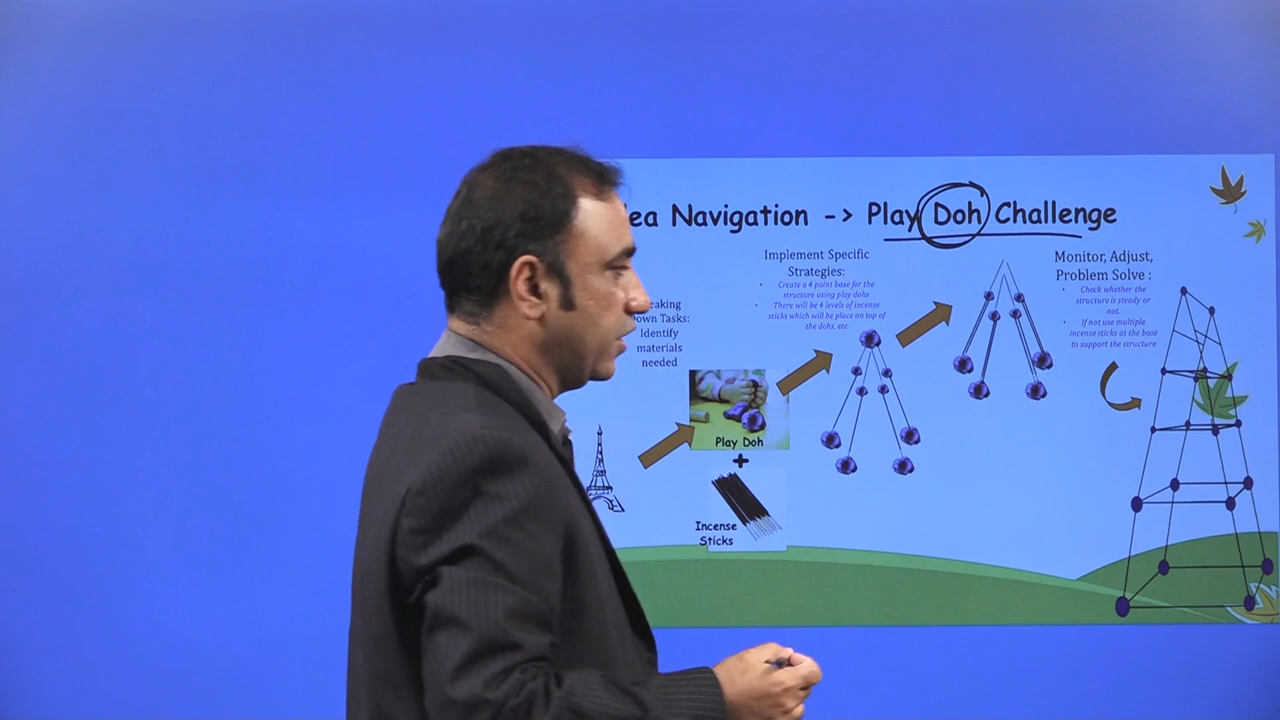 Navigation -> Play Doh Challenge
Down Tasks:
Identify
materials
needed
Implement Specific
Strategies:
• Create a 4 point base for the
structure using play dohs
• There will be 4 levels of incense
sticks which will be place on top of
the dohs, etc
Monitor, Adjust,
Problem Solve :
• Check whether the
structure is steady or
not.
• If not use multiple
incense sticks at the base
to support the structure
Play Doh
+
Incense
Sticks